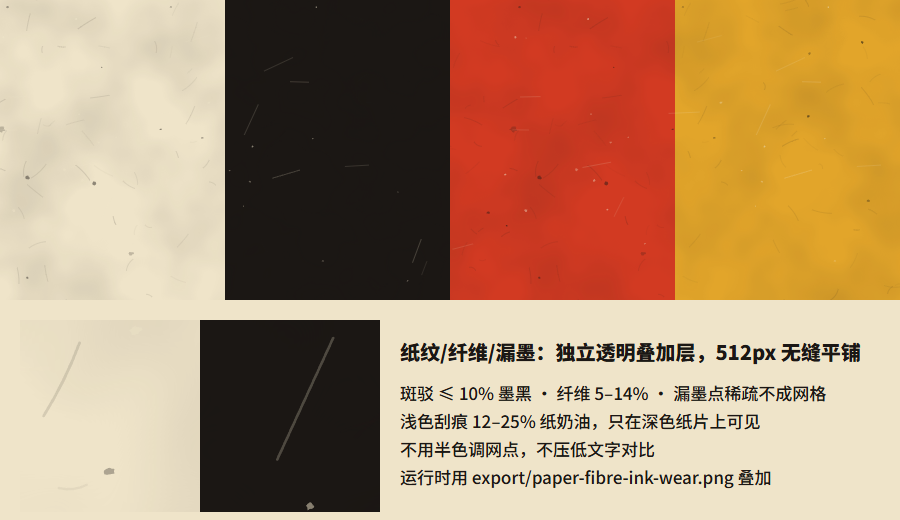 纸纹/纤维/漏墨：独立透明叠加层，512px 无缝平铺
斑驳 ≤ 10% 墨黑 · 纤维 5–14% · 漏墨点稀疏不成网格
浅色刮痕 12–25% 纸奶油，只在深色纸片上可见
不用半色调网点，不压低文字对比
运行时用 export/paper-fibre-ink-wear.png 叠加